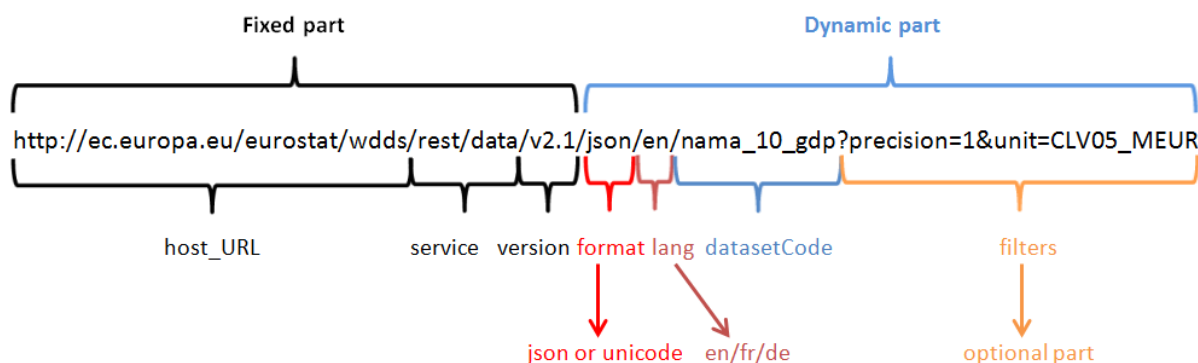 Fixed part Dynamic part
http://ec.europa.eu/eurostat/wdds/rest/data/v2.1/json/en/nama_10_gdp?precision=1&unit=CLV05_MEUR
host_URL service version format lang datasetCode filters
json or unicode en/fr/de optional part